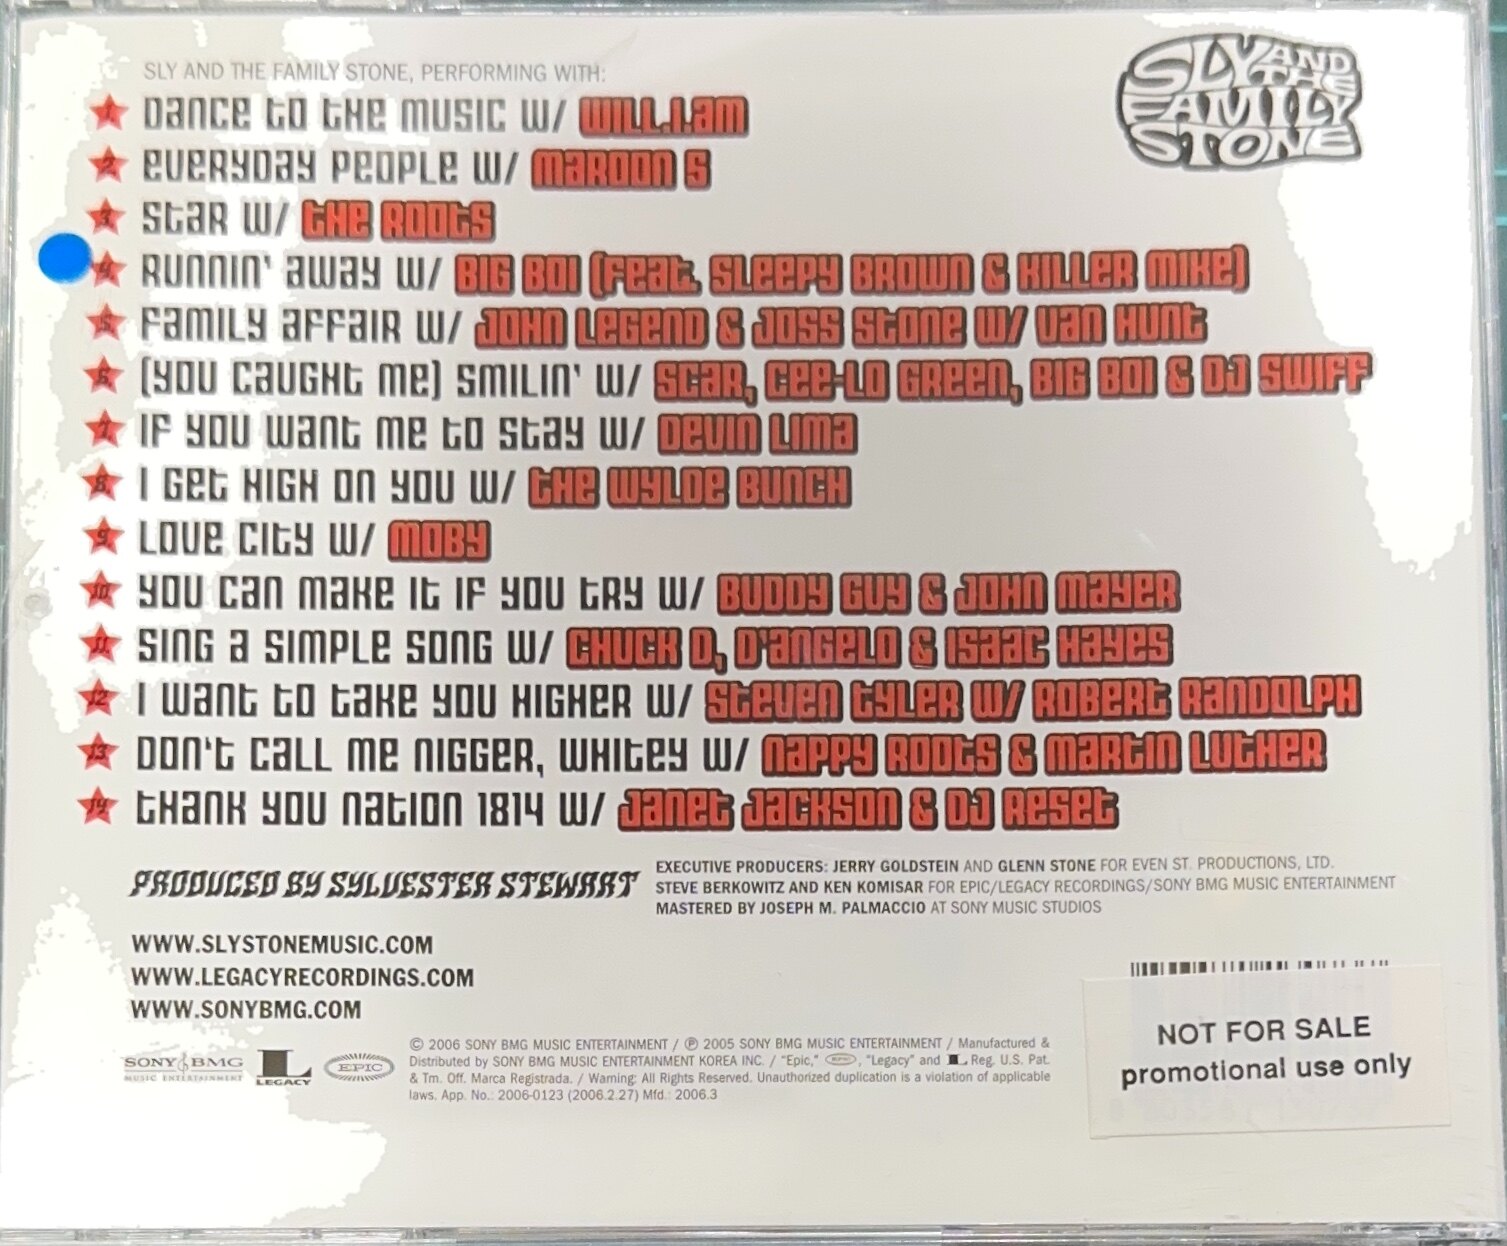 SLY AND THE FAMILY STONE
SLY AND THE FAMILY STONE, PERFORMING WITH:
1. Dance to the Music w/ will.i.am
2. Everyday People w/ Maroon 5
3. Star w/ The Roots
4. Runnin' Away w/ Big Boi (feat. Sleepy Brown & Killer Mike)
5. Family Affair w/ John Legend & Joss Stone w/ Van Hunt
6. (You Caught Me) Smilin' w/ Scar, Cee-Lo Green, Big Boi & DJ Swiff
7. If You Want Me to Stay w/ Devin Lima
8. I Get High on You w/ The Wylde Bunch
9. Love City w/ Moby
10. You Can Make It If You Try w/ Buddy Guy & John Mayer
11. Sing a Simple Song w/ Chuck D, D'Angelo & Isaac Hayes
12. I Want to Take You Higher w/ Steven Tyler w/ Robert Randolph
13. Don't Call Me Nigger, Whitey w/ Nappy Roots & Martin Luther
14. Thank You Nation 1814 w/ Janet Jackson & DJ Reset
PRODUCED BY SYLVESTER STEWART
EXECUTIVE PRODUCERS: JERRY GOLDSTEIN AND GLENN STONE FOR EVEN ST. PRODUCTIONS, LTD.
STEVE BERKOWITZ AND KEN KOMISAR FOR EPIC/LEGACY RECORDINGS/SONY BMG MUSIC ENTERTAINMENT
MASTERED BY JOSEPH M. PALMACCIO AT SONY MUSIC STUDIOS
WWW.SLYSTONEMUSIC.COM
WWW.LEGACYRECORDINGS.COM
WWW.SONYBMG.COM
SONY BMG
MUSIC ENTERTAINMENT
L
LEGACY
EPIC
© 2006 SONY BMG MUSIC ENTERTAINMENT / ℗ 2005 SONY BMG MUSIC ENTERTAINMENT / Manufactured &
Distributed by SONY BMG MUSIC ENTERTAINMENT KOREA INC. / "Epic," EPIC, "Legacy" and L Reg. U.S. Pat.
& Tm. Off. Marca Registrada. / Warning: All Rights Reserved. Unauthorized duplication is a violation of applicable
laws. App. No.: 2006-0123 (2006.2.27) Mfd.: 2006.3
NOT FOR SALE
promotional use only